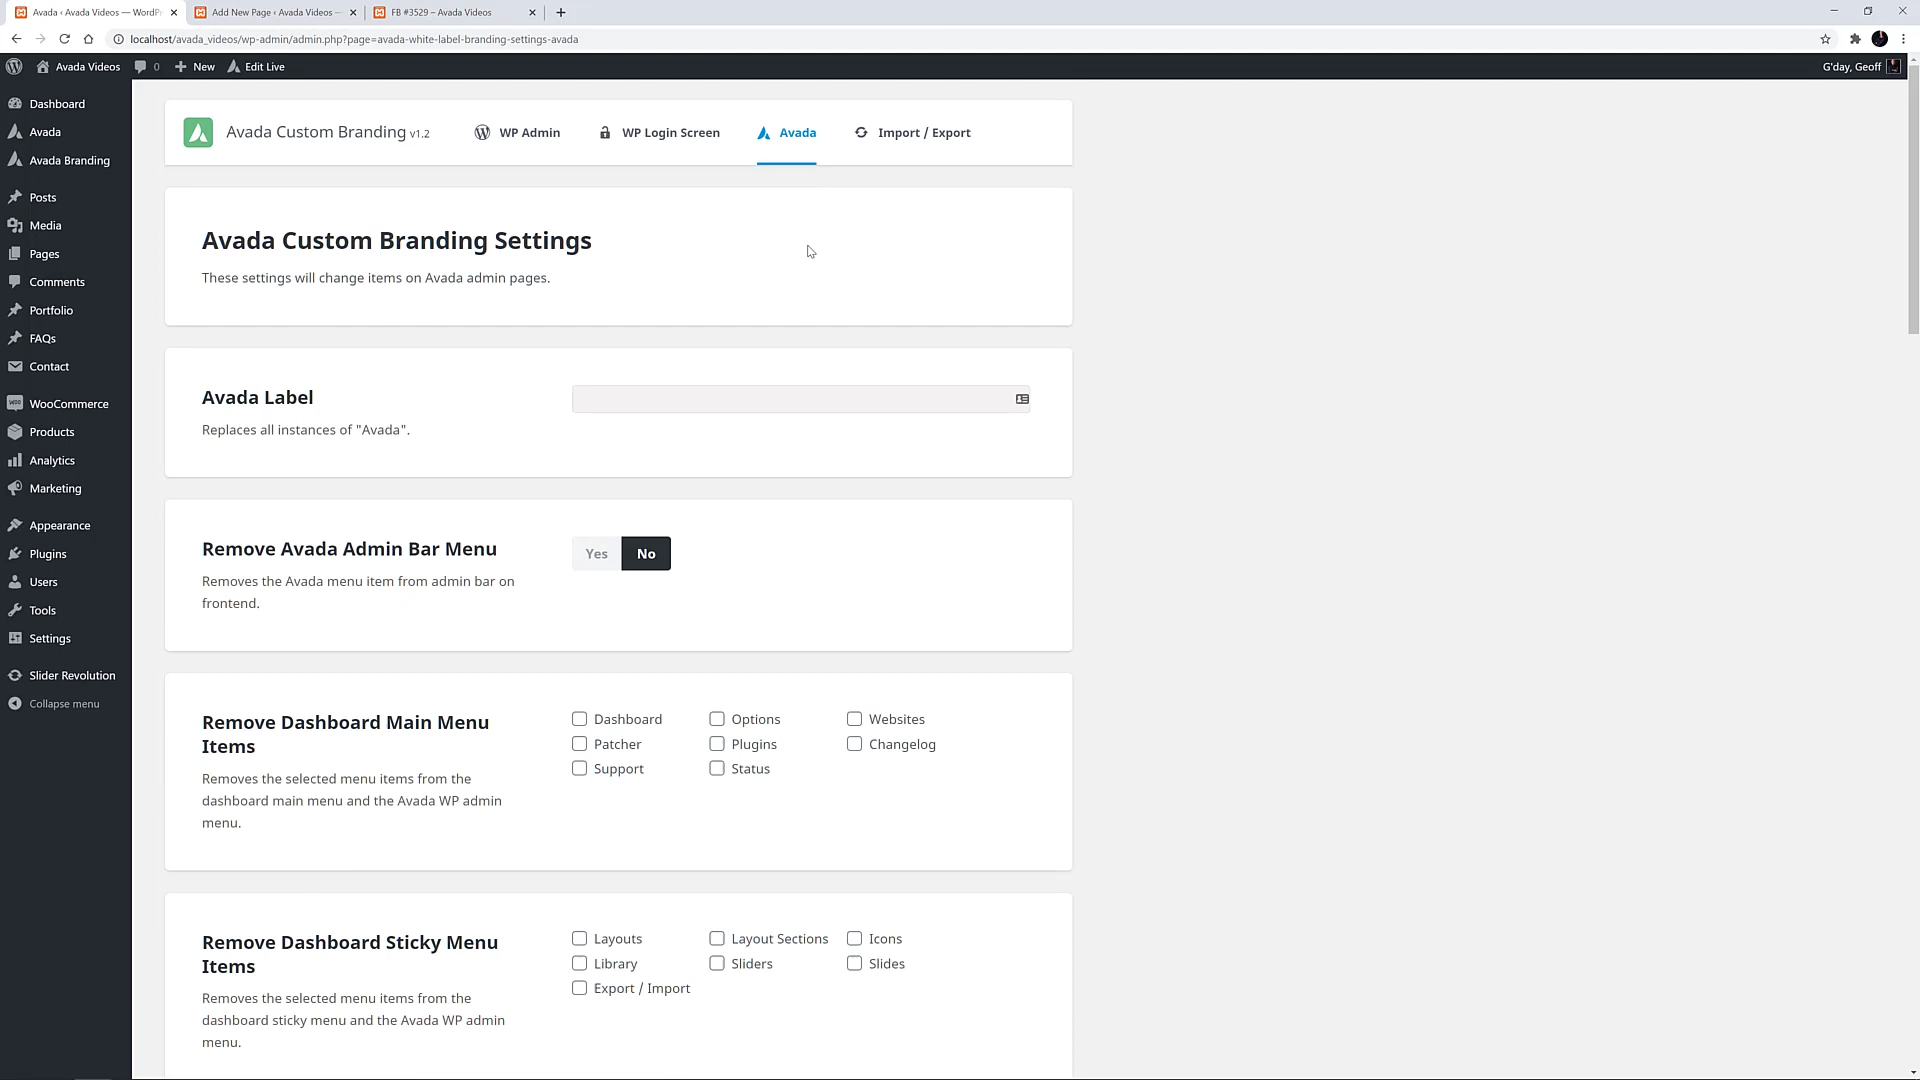 Avada ‹ Avada Videos — WordPr
Add New Page ‹ Avada Videos —
FB #3529 – Avada Videos
localhost/avada_videos/wp-admin/admin.php?page=avada-white-label-branding-settings-avada
Avada Videos
0
New
Edit Live
G'day, Geoff
Dashboard
Avada
Avada Branding
Posts
Media
Pages
Comments
Portfolio
FAQs
Contact
WooCommerce
Products
Analytics
Marketing
Appearance
Plugins
Users
Tools
Settings
Slider Revolution
Collapse menu
Avada Custom Branding v1.2
WP Admin
WP Login Screen
Avada
Import / Export
Avada Custom Branding Settings
These settings will change items on Avada admin pages.
Avada Label
Replaces all instances of "Avada".
Remove Avada Admin Bar Menu
Removes the Avada menu item from admin bar on
frontend.
Yes
No
Remove Dashboard Main Menu
Items
Removes the selected menu items from the
dashboard main menu and the Avada WP admin
menu.
Dashboard
Options
Websites
Patcher
Plugins
Changelog
Support
Status
Remove Dashboard Sticky Menu
Items
Removes the selected menu items from the
dashboard sticky menu and the Avada WP admin
menu.
Layouts
Layout Sections
Icons
Library
Sliders
Slides
Export / Import